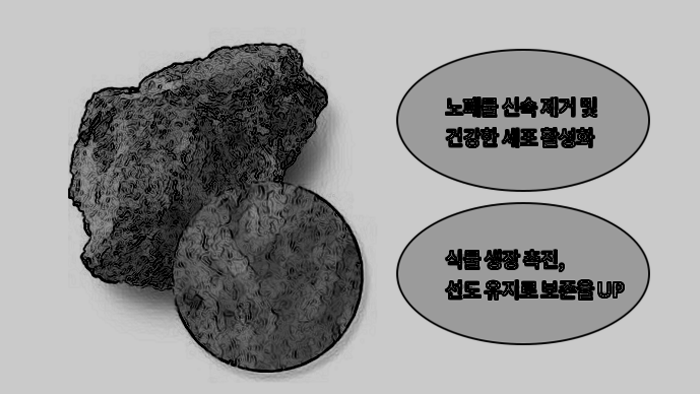 노폐물 신속 제거 및
건강한 세포 활성화
식물 생장 촉진,
선도 유지로 보존율 UP